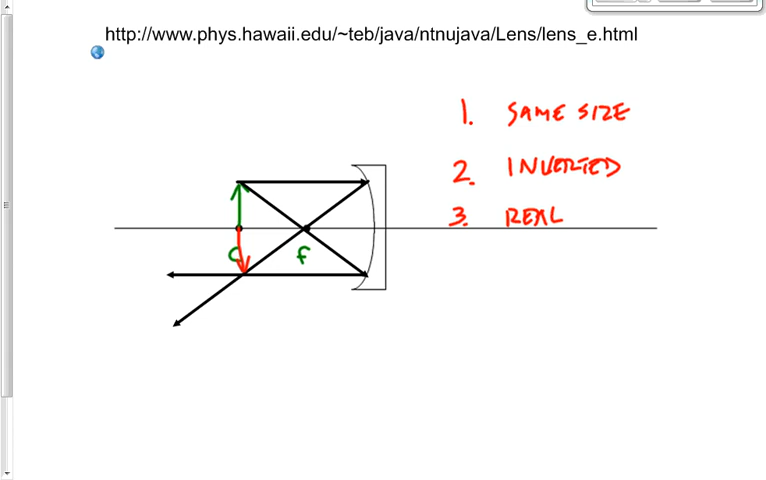 http://www.phys.hawaii.edu/~teb/java/ntnujava/Lens/lens_e.html
1. SAME SIZE
2. INVERTED
3. REAL
C
f